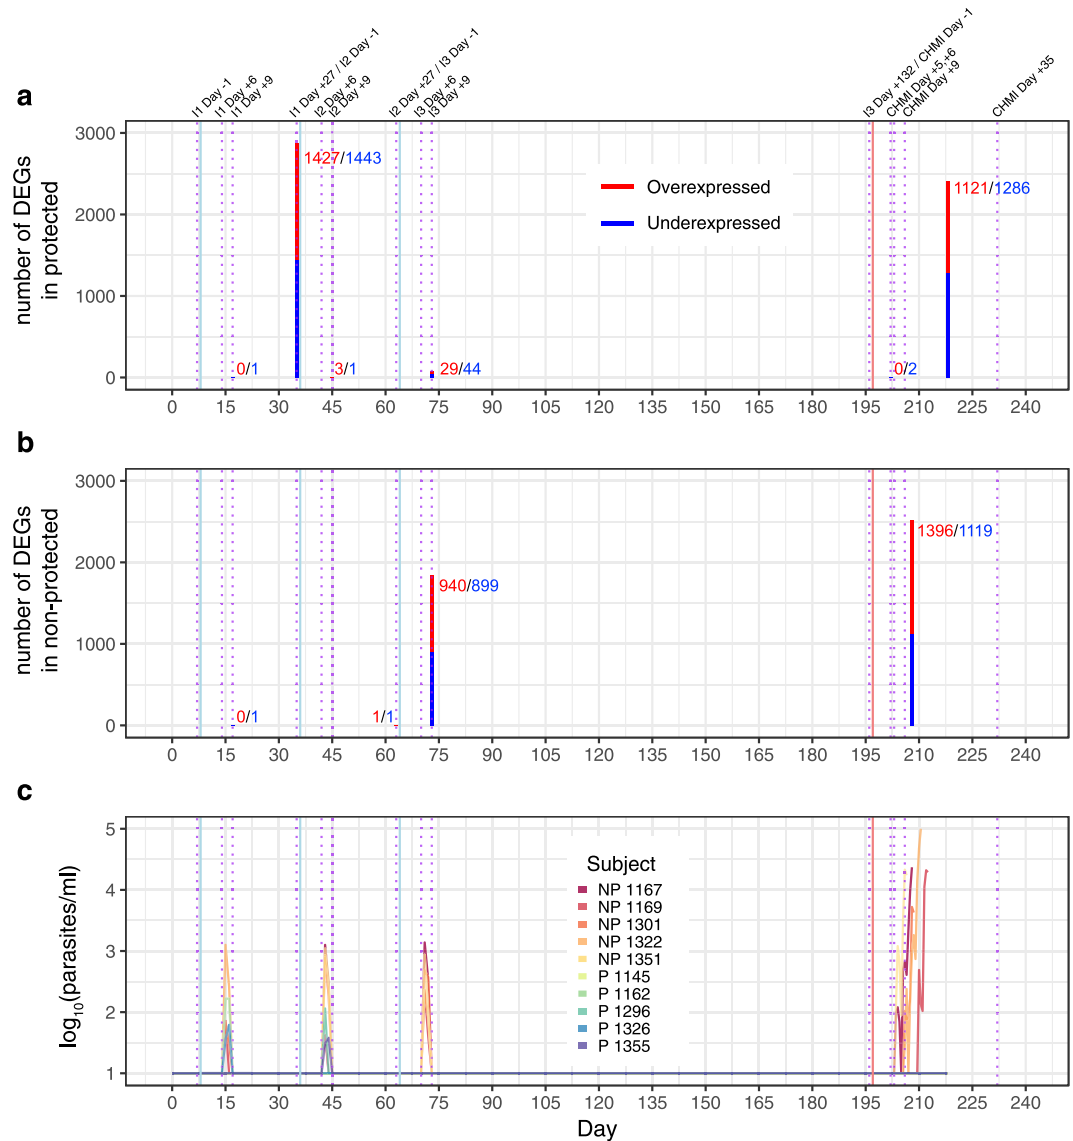 a
I1 Day -1
I1 Day +6
I1 Day +9
I1 Day +27 / I2 Day -1
I2 Day +6
I2 Day +9
I2 Day +27 / I3 Day -1
I3 Day +6
I3 Day +9
I3 Day +132 / CHMI Day -1
CHMI Day +5,+6
CHMI Day +9
CHMI Day +35
number of DEGs
in protected
3000
2000
1000
0
0/1
1427/1443
3/1
29/44
0/2
1121/1286
Overexpressed
Underexpressed
0 15 30 45 60 75 90 105 120 135 150 165 180 195 210 225 240
b
number of DEGs
in non-protected
3000
2000
1000
0
0/1
1/1
940/899
1396/1119
0 15 30 45 60 75 90 105 120 135 150 165 180 195 210 225 240
c
log10(parasites/ml)
5
4
3
2
1
Subject
NP 1167
NP 1169
NP 1301
NP 1322
NP 1351
P 1145
P 1162
P 1296
P 1326
P 1355
0 15 30 45 60 75 90 105 120 135 150 165 180 195 210 225 240
Day